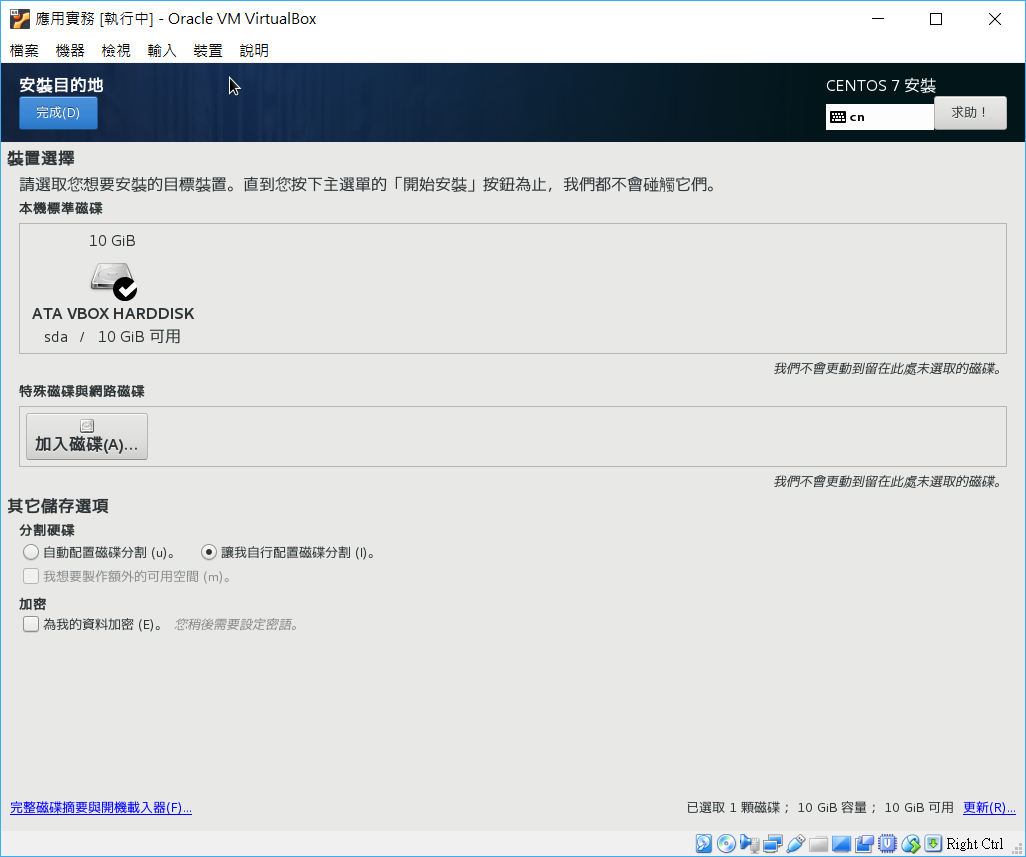 應用實務 [執行中] - Oracle VM VirtualBox
檔案 機器 檢視 輸入 裝置 說明
安裝目的地
CENTOS 7 安裝
完成(D)
cn
求助！
裝置選擇
請選取您想要安裝的目標裝置。直到您按下主選單的「開始安裝」按鈕為止，我們都不會碰觸它們。
本機標準磁碟
10 GiB
ATA VBOX HARDDISK
sda / 10 GiB 可用
我們不會更動到留在此處未選取的磁碟。
特殊磁碟與網路磁碟
加入磁碟(A)...
我們不會更動到留在此處未選取的磁碟。
其它儲存選項
分割硬碟
自動配置磁碟分割 (u)。 讓我自行配置磁碟分割 (I)。
我想要製作額外的可用空間 (m)。
加密
為我的資料加密 (E)。 您稍後需要設定密語。
完整磁碟摘要與開機載入器(F)... 已選取 1 顆磁碟； 10 GiB 容量； 10 GiB 可用 更新(R)...
Right Ctrl